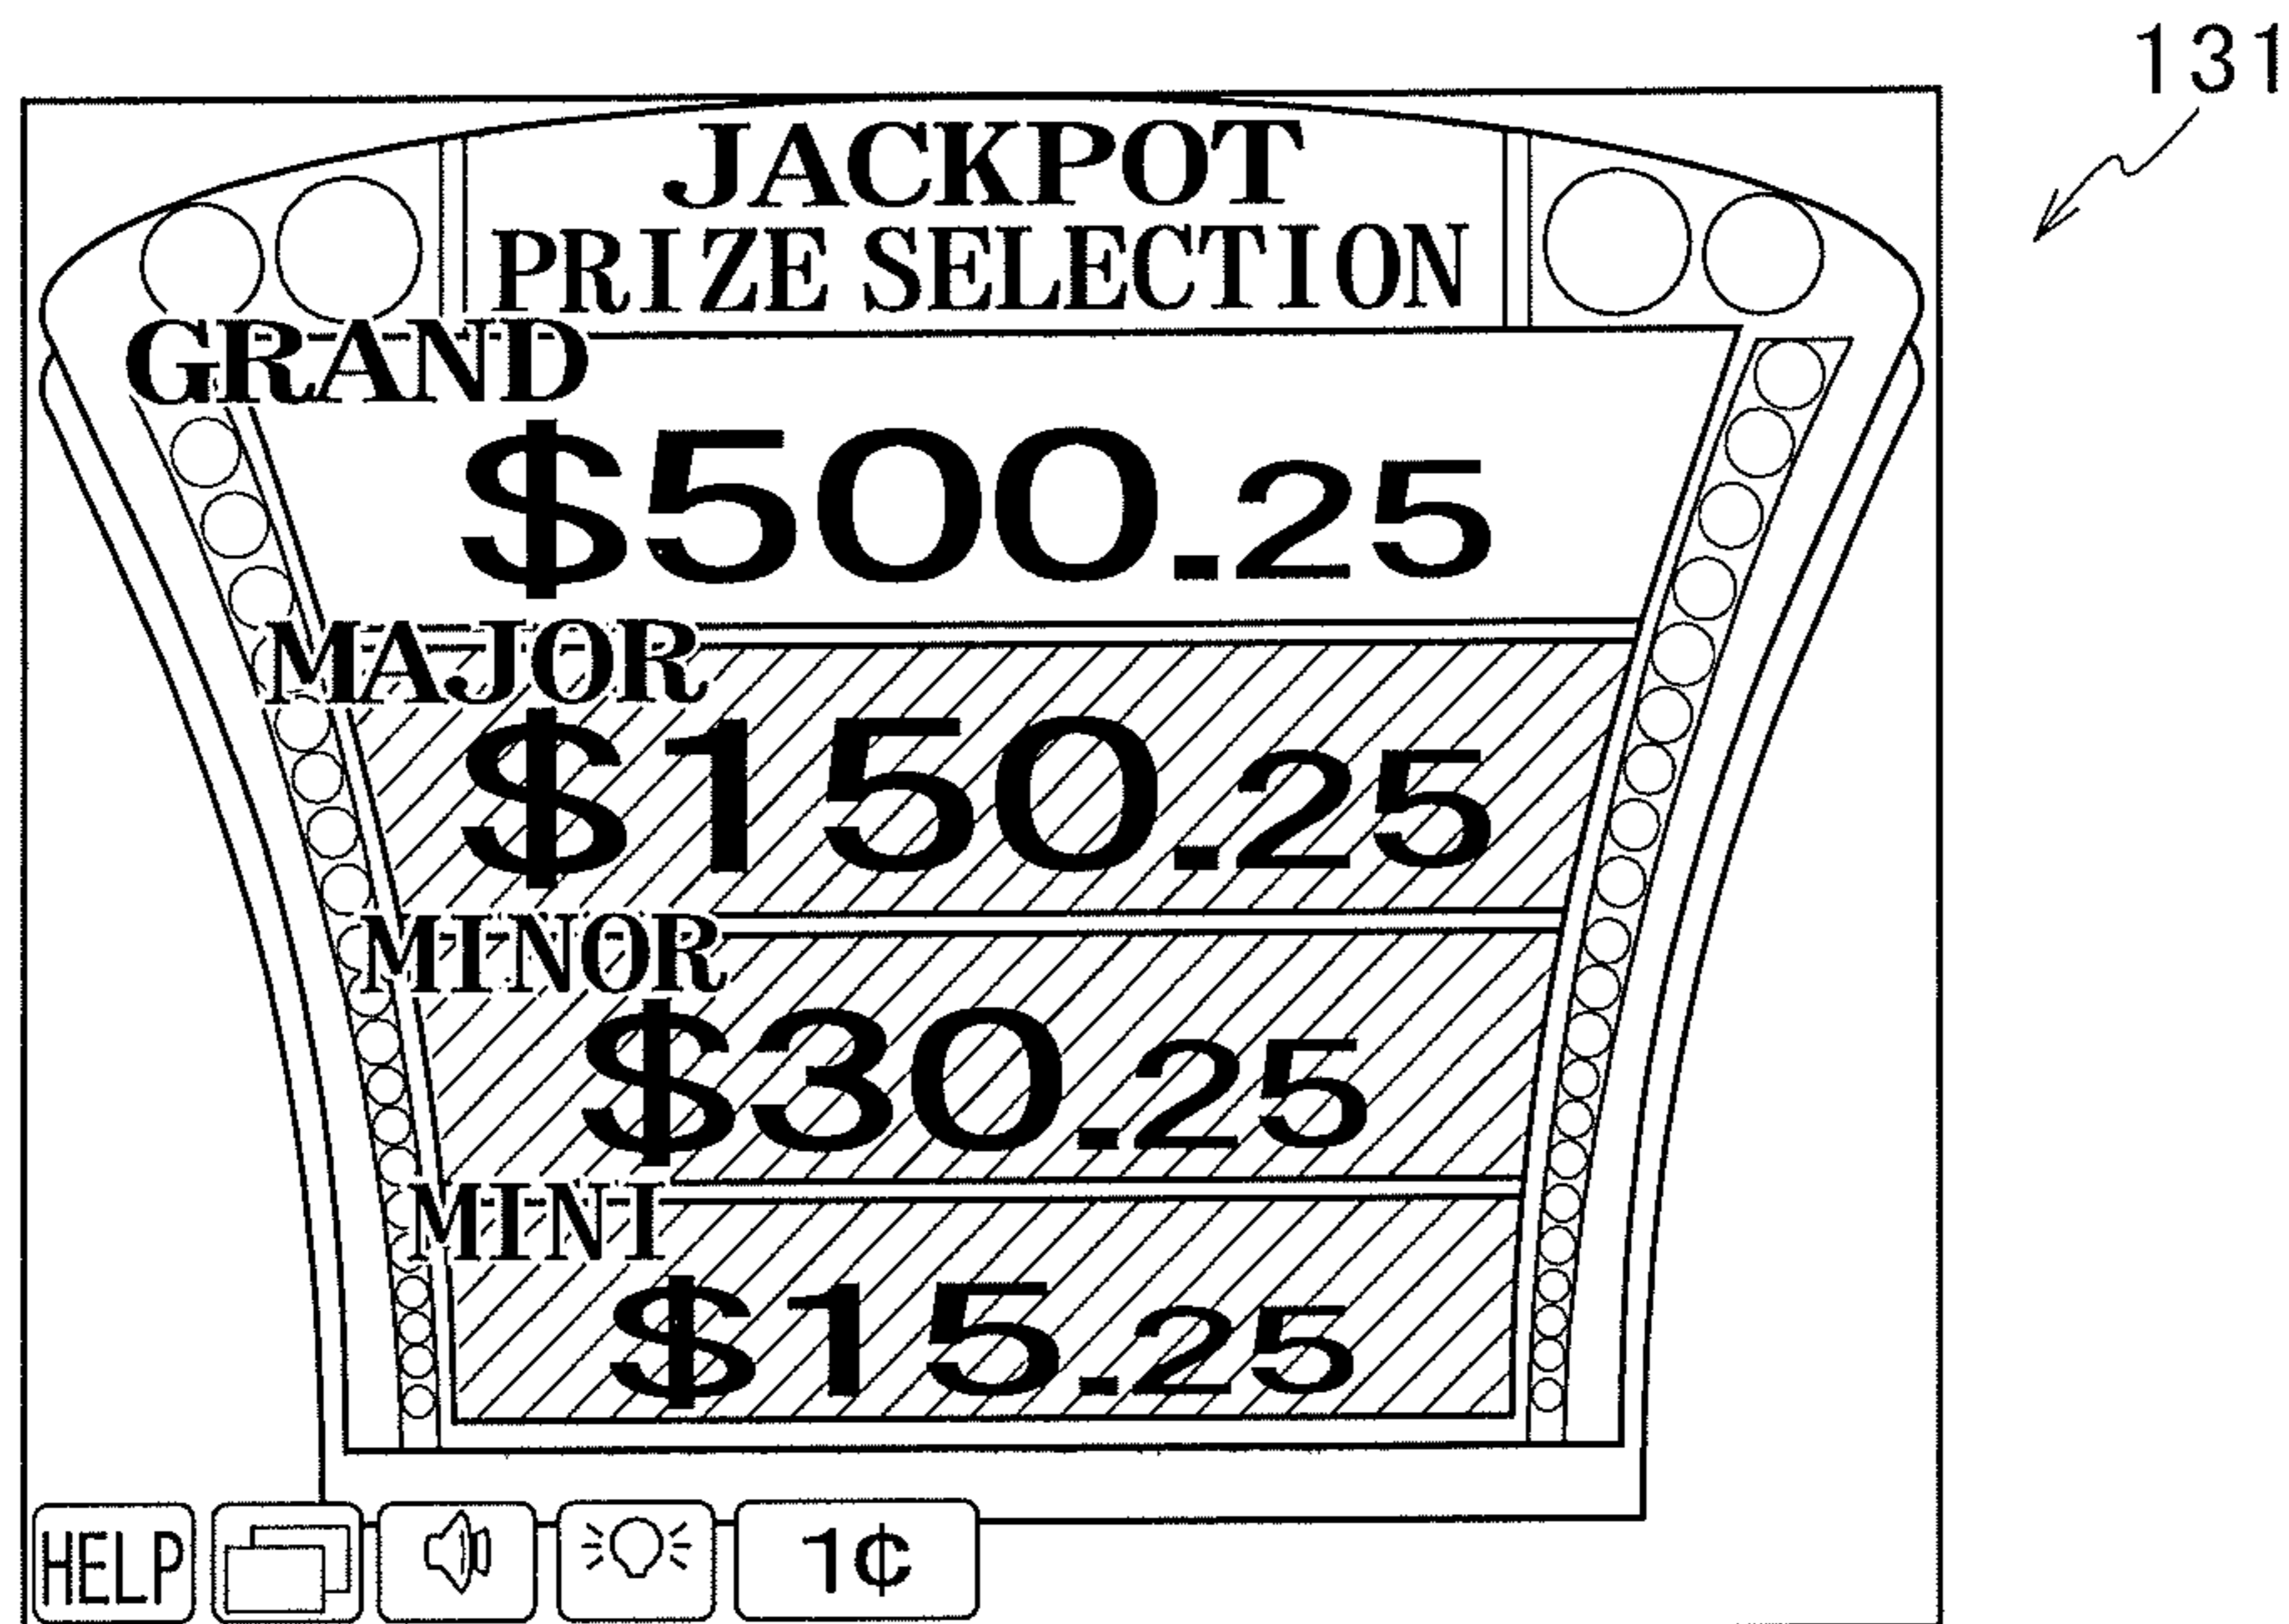 131
JACKPOT
PRIZE SELECTION
GRAND
$500.25
MAJOR
$150.25
MINOR
$30.25
MINI
$15.25
HELP
1¢